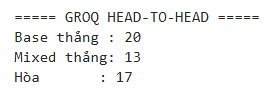 ===== GROQ HEAD-TO-HEAD =====
Base thắng : 20
Mixed thắng: 13
Hòa        : 17